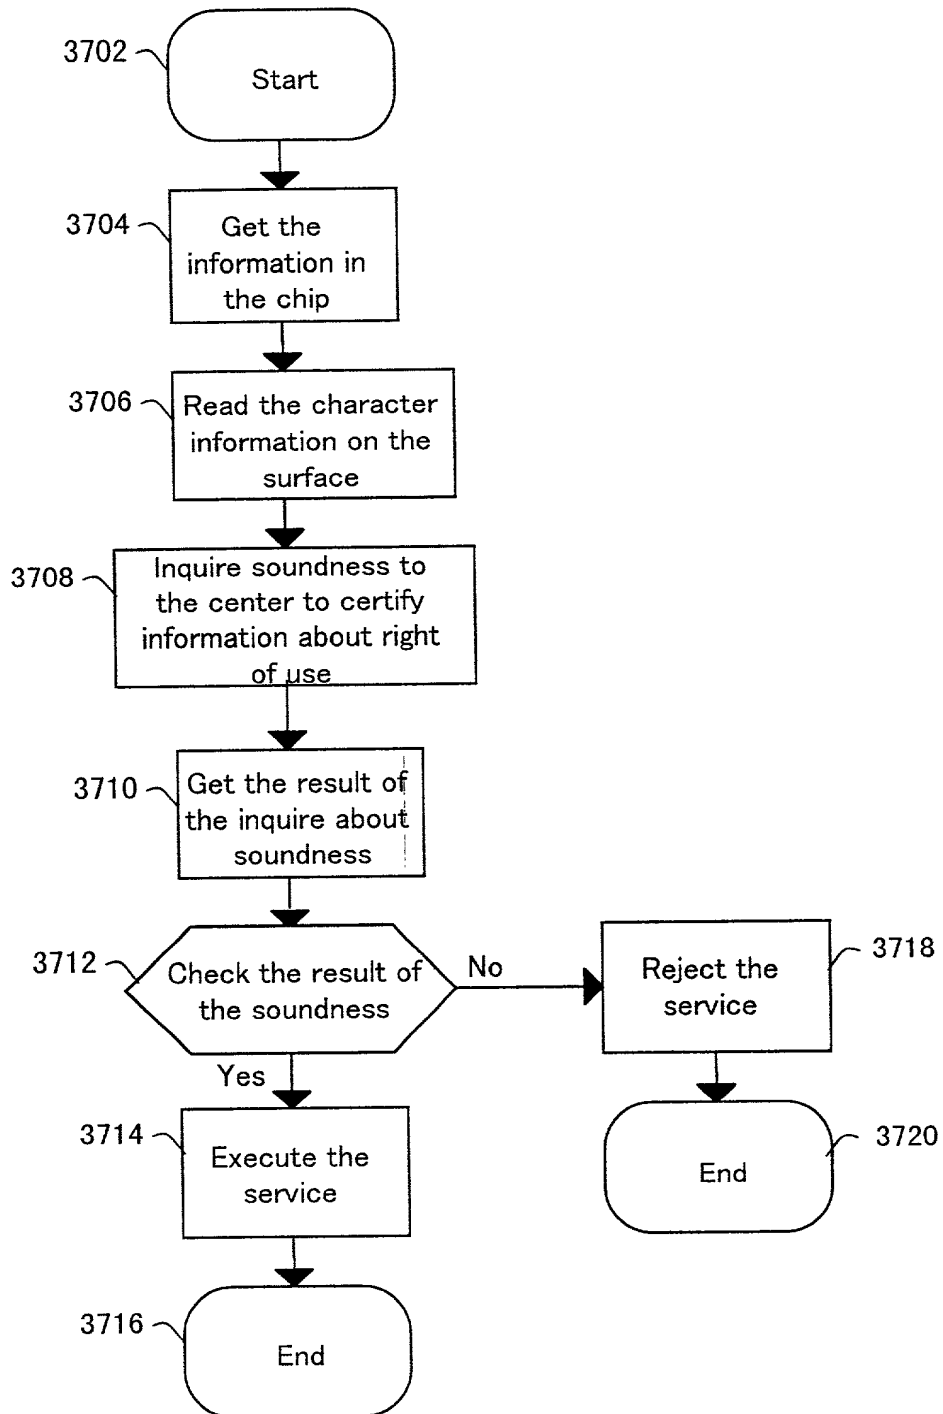 3702
Start
3704
Get the
information in
the chip
3706
Read the character
information on the
surface
3708
Inquire soundness to
the center to certify
information about right
of use
3710
Get the result of
the inquire about
soundness
3712
Check the result of
the soundness
No
Reject the
service
3718
Yes
3714
Execute the
service
End
3720
3716
End